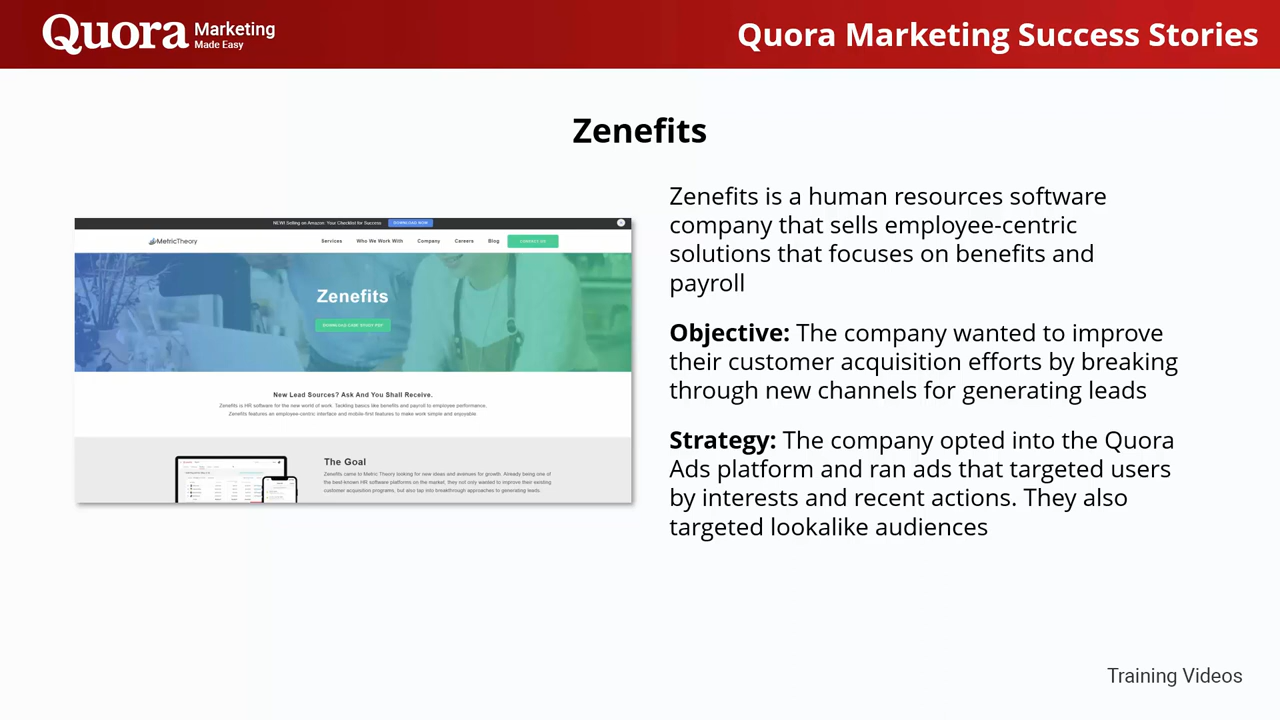 Quora Marketing
Made Easy
Quora Marketing Success Stories
Zenefits
NEW! Selling on Amazon: Your Checklist for Success DOWNLOAD NOW
MetricTheory
Services Who We Work With Company Careers Blog CONTACT US
Zenefits
DOWNLOAD CASE STUDY PDF
New Lead Sources? Ask And You Shall Receive.
Zenefits is HR software for the new world of work. Tackling basics like benefits and payroll to employee performance,
Zenefits features an employee-centric interface and mobile-first features to make work simple and enjoyable.
The Goal
Zenefits came to Metric Theory looking for new ideas and avenues for growth. Already being one of
the best-known HR software platforms on the market, they not only wanted to improve their existing
customer acquisition programs, but also tap into breakthrough approaches to generating leads.
Zenefits is a human resources software
company that sells employee-centric
solutions that focuses on benefits and
payroll
Objective: The company wanted to improve
their customer acquisition efforts by breaking
through new channels for generating leads
Strategy: The company opted into the Quora
Ads platform and ran ads that targeted users
by interests and recent actions. They also
targeted lookalike audiences
Training Videos